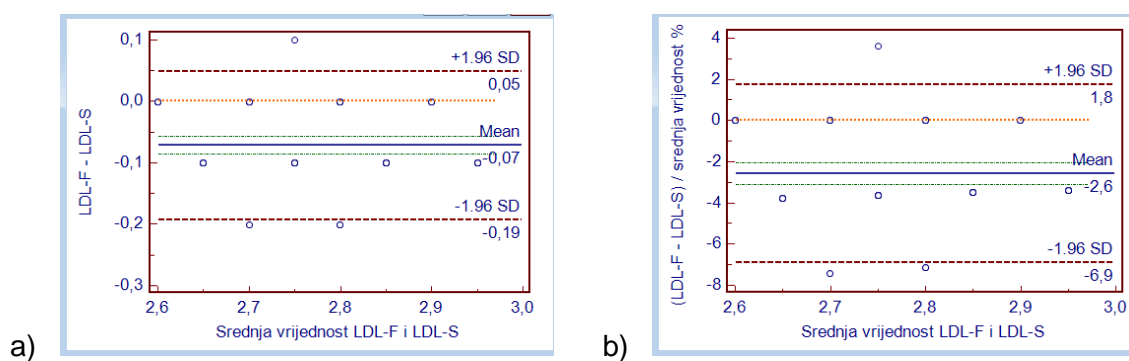 0,1
0,0
-0,1
-0,2
-0,3
LDL-F - LDL-S
+1.96 SD
0,05
Mean
-0,07
-1.96 SD
-0,19
2,6 2,7 2,8 2,9 3,0
Srednja vrijednost LDL-F i LDL-S
a)
4
2
0
-2
-4
-6
-8
(LDL-F - LDL-S) / srednja vrijednost %
+1.96 SD
1,8
Mean
-2,6
-1.96 SD
-6,9
2,6 2,7 2,8 2,9 3,0
Srednja vrijednost LDL-F i LDL-S
b)